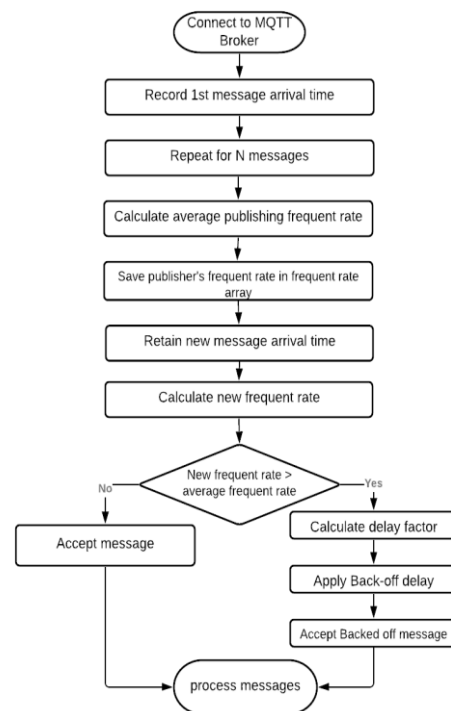 Connect to MQTT
Broker
Record 1st message arrival time
Repeat for N messages
Calculate average publishing frequent rate
Save publisher's frequent rate in frequent rate
array
Retain new message arrival time
Calculate new frequent rate
New frequent rate >
average frequent rate
No
Yes
Accept message
Calculate delay factor
Apply Back-off delay
Accept Backed off message
process messages